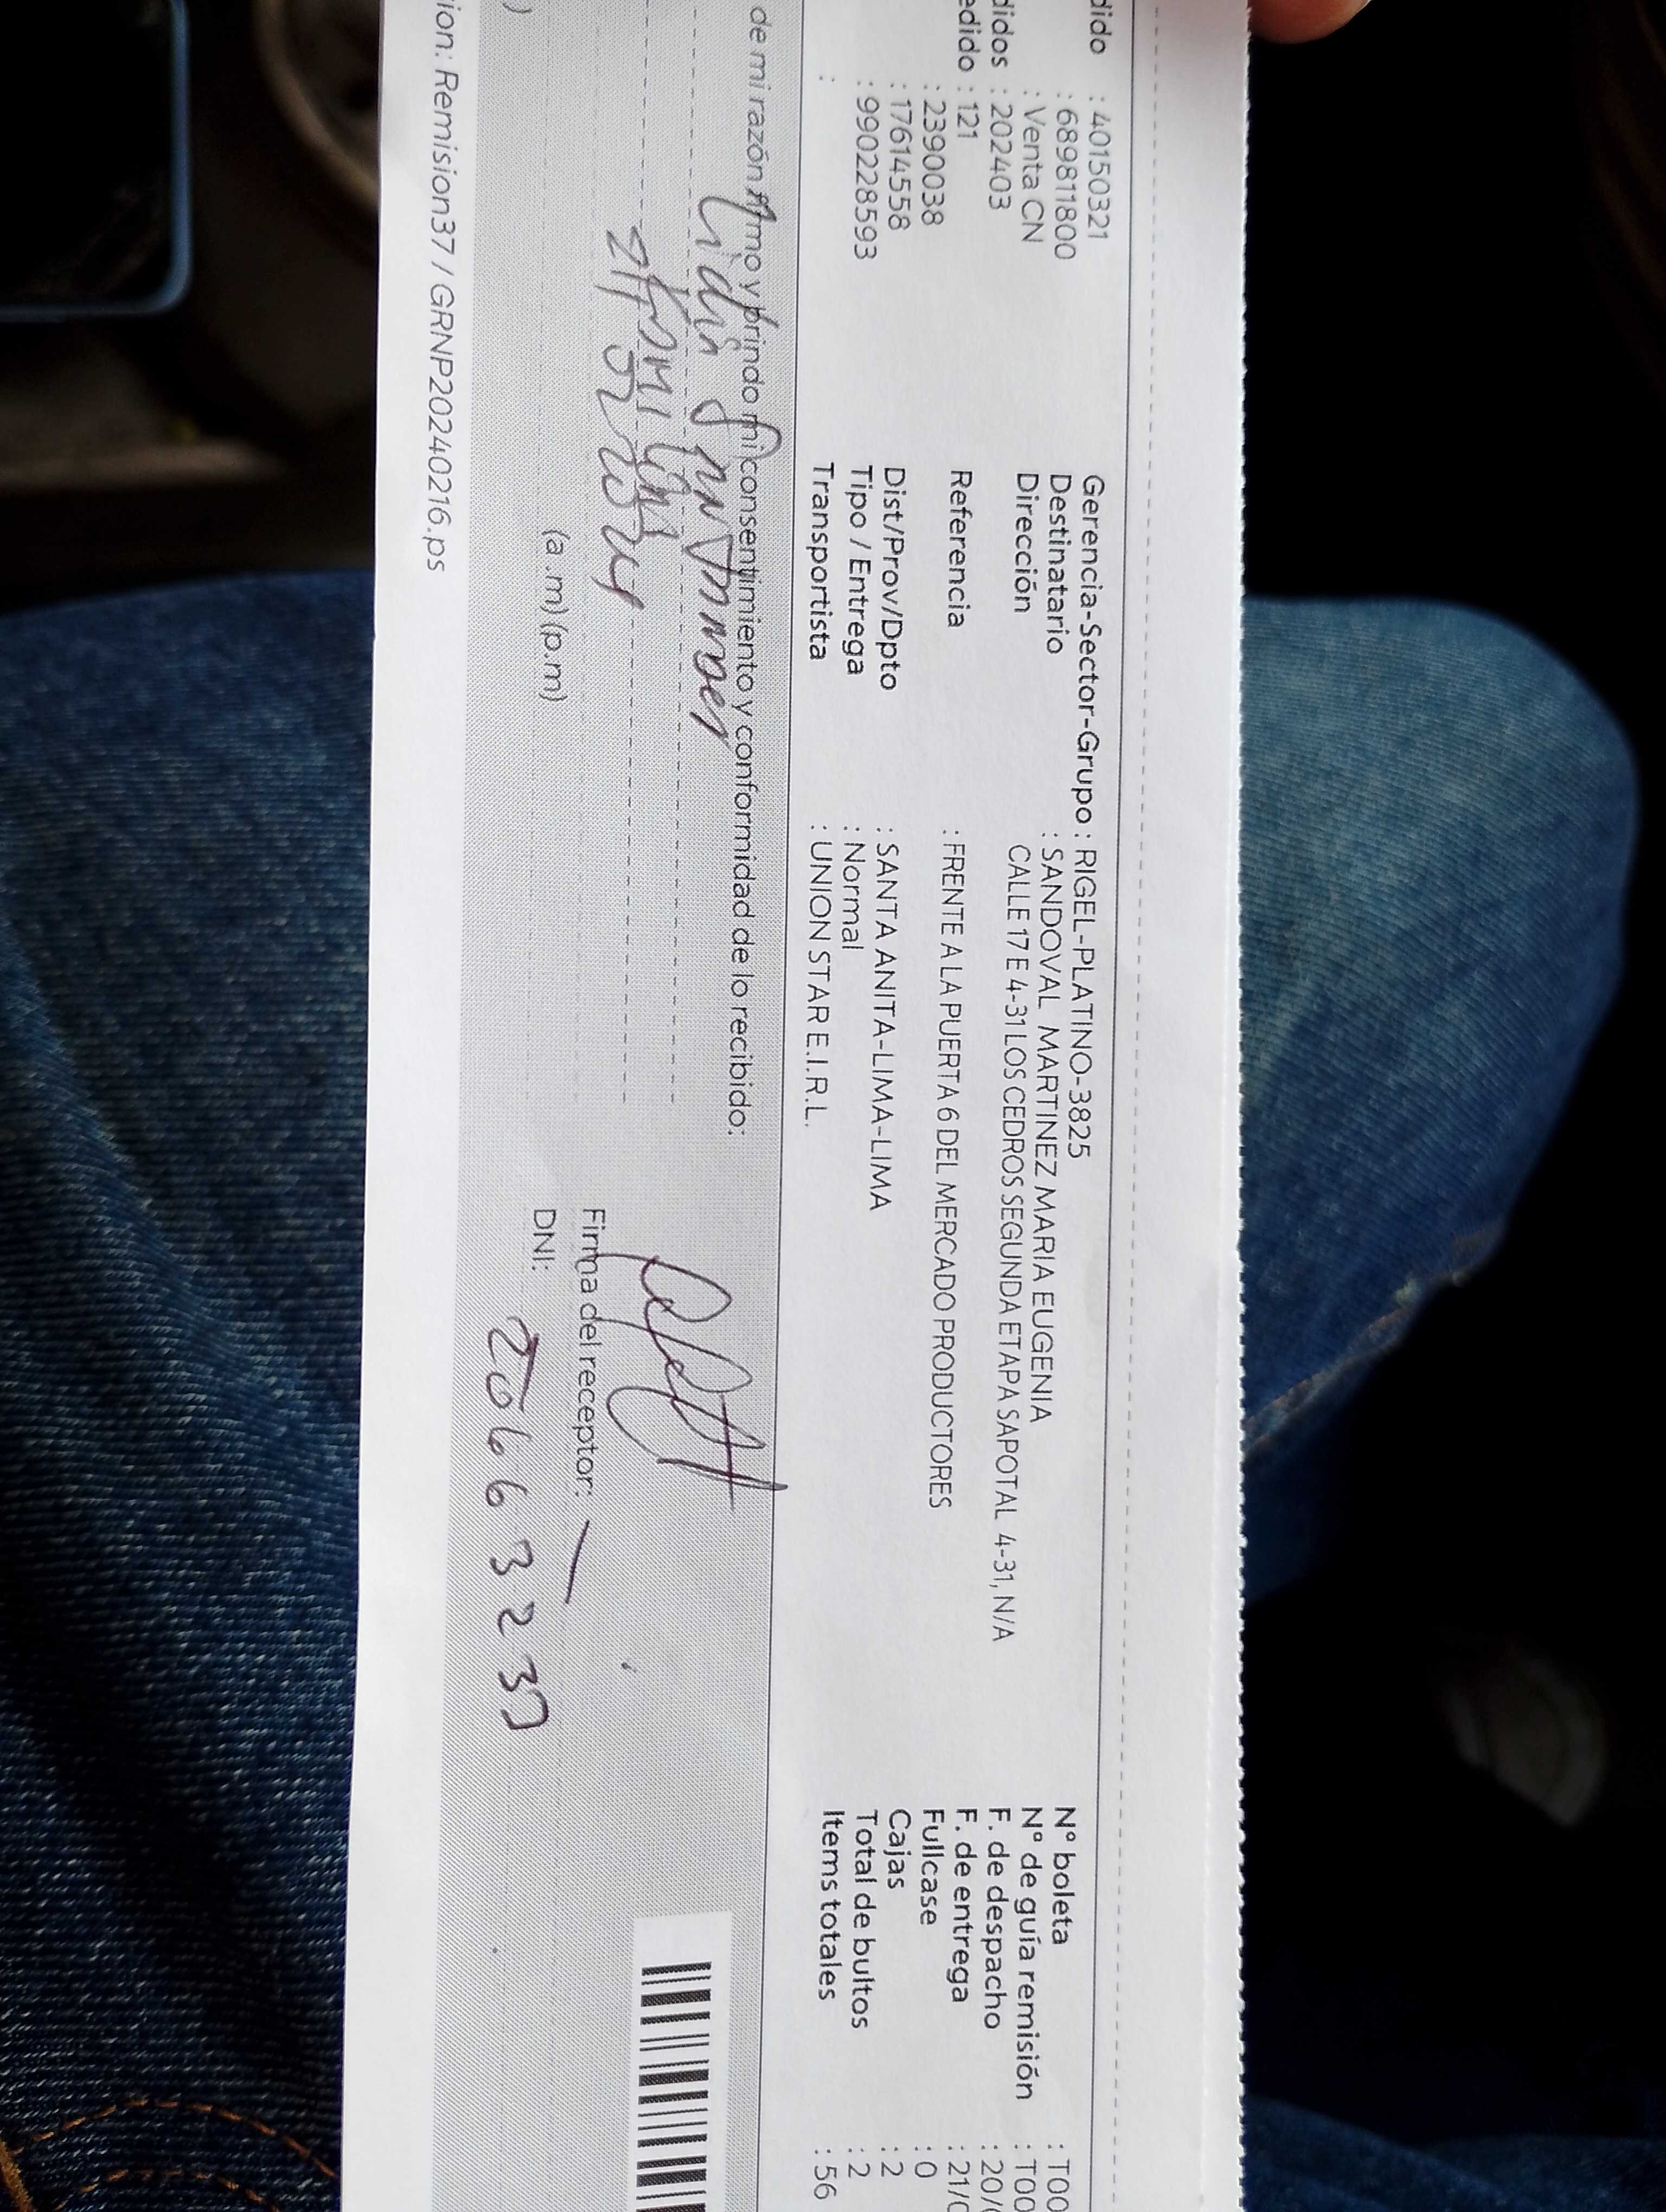 dido : 40150321
: 689811800
: Venta CN
didos : 202403
edido : 121
: 2390038
: 17614558
: 990228593
:
Gerencia-Sector-Grupo : RIGEL-PLATINO-3825
Destinatario : SANDOVAL MARTINEZ MARIA EUGENIA
Dirección CALLE 17 E 4-31 LOS CEDROS SEGUNDA ETAPA SAPOTAL 4-31, N/A
Referencia : FRENTE A LA PUERTA 6 DEL MERCADO PRODUCTORES
Dist/Prov/Dpto : SANTA ANITA-LIMA-LIMA
Tipo / Entrega : Normal
Transportista : UNION STAR E.I.R.L.
N° boleta : T00
N° de guía remisión : T00
F. de despacho : 20/
F. de entrega : 21/
Fullcase : 0
Cajas : 2
Total de bultos : 2
Items totales : 56
de mi razón firmo y brindo mi consentimiento y conformidad de lo recibido:
(a .m) (p.m)
)
Firma del receptor:
DNI:
ion: Remision37 / GRNP20240216.ps